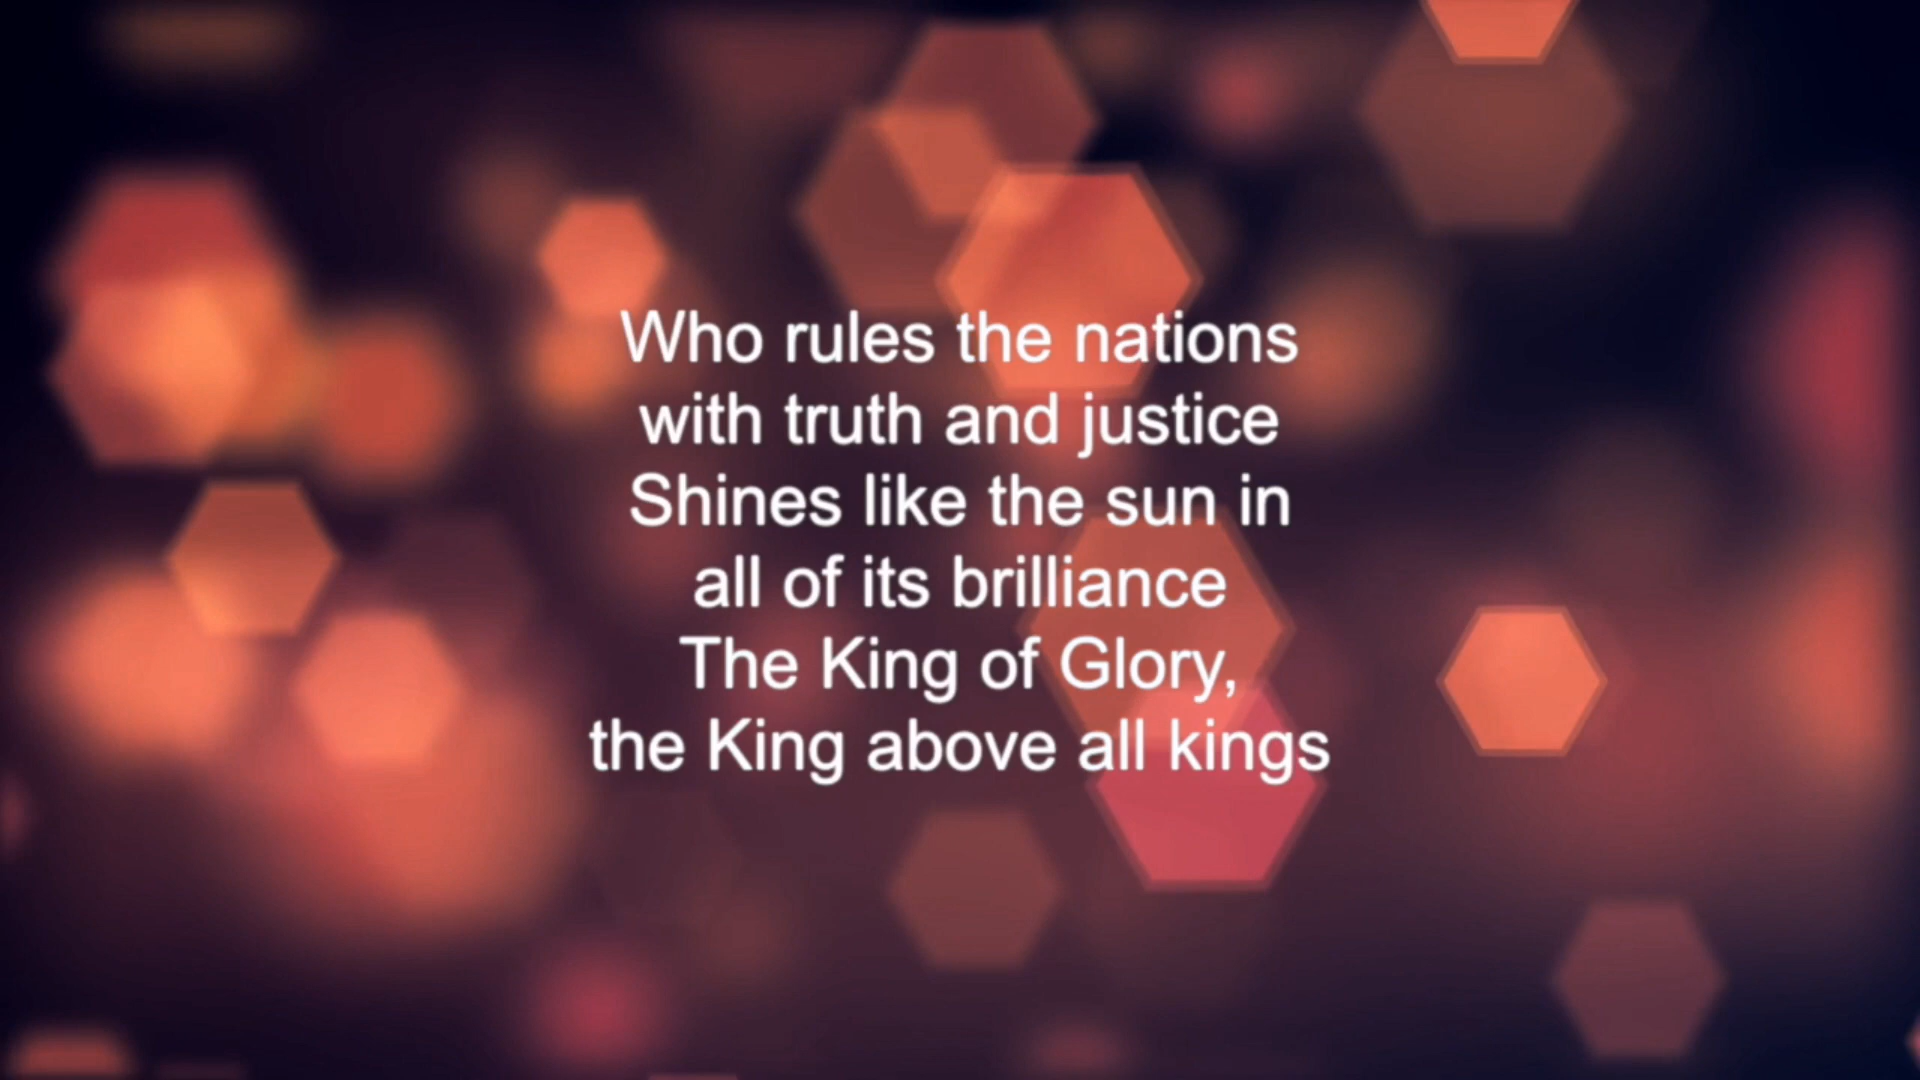 Who rules the nations
with truth and justice
Shines like the sun in
all of its brilliance
The King of Glory,
the King above all kings